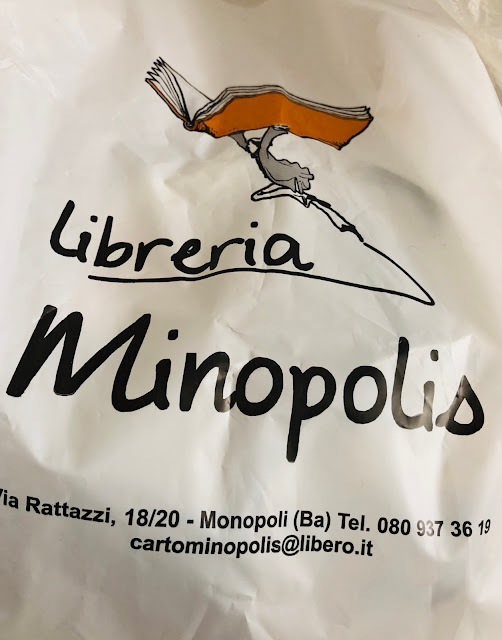 Libreria
Minopolis
Via Rattazzi, 18/20 - Monopoli (Ba) Tel. 080 937 36 19
cartominopolis@libero.it